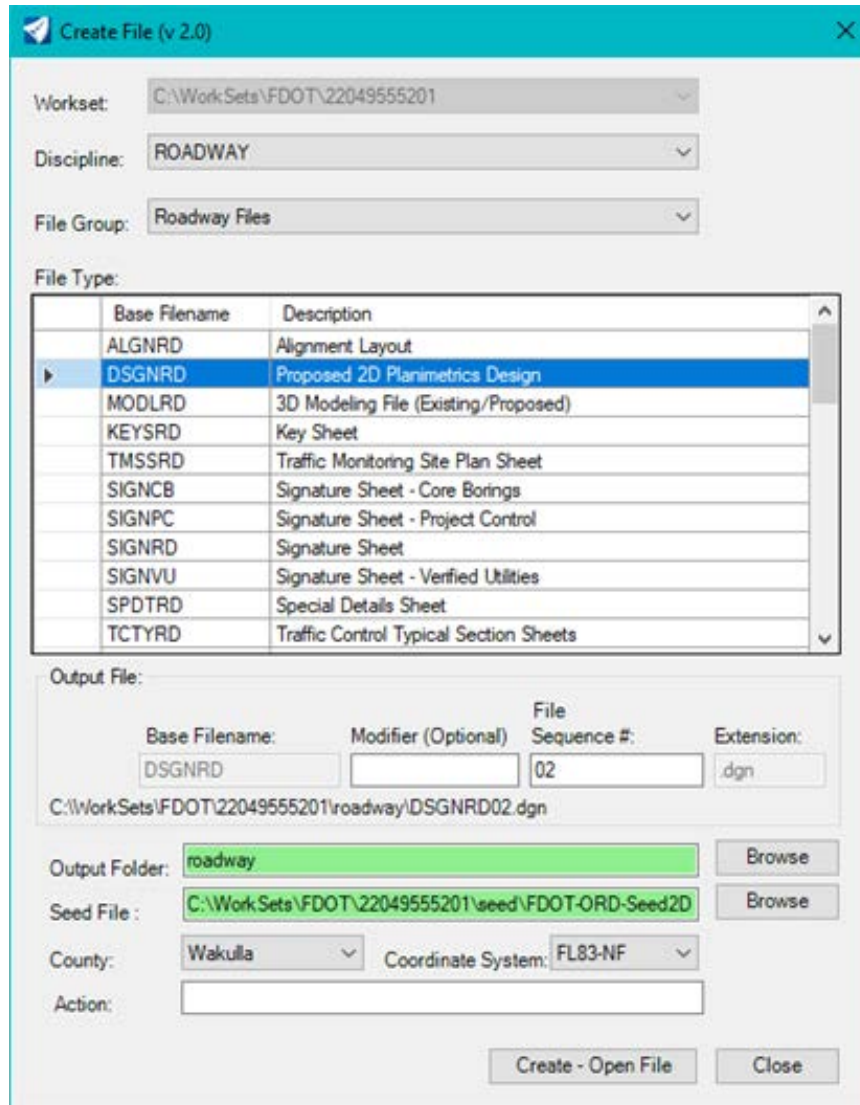 Create File (v 2.0)
Workset: C:\WorkSets\FDOT\22049555201
Discipline: ROADWAY
File Group: Roadway Files
File Type:
Base Filename Description
ALGNRD Alignment Layout
DSGNRD Proposed 2D Planimetrics Design
MODLRD 3D Modeling File (Existing/Proposed)
KEYSRD Key Sheet
TMSSRD Traffic Monitoring Site Plan Sheet
SIGNCB Signature Sheet - Core Borings
SIGNPC Signature Sheet - Project Control
SIGNRD Signature Sheet
SIGNVU Signature Sheet - Verified Utilities
SPDTRD Special Details Sheet
TCTYRD Traffic Control Typical Section Sheets
Output File:
Base Filename: Modifier (Optional) File Sequence #: Extension:
DSGNRD 02 .dgn
C:\WorkSets\FDOT\22049555201\roadway\DSGNRD02.dgn
Output Folder: roadway Browse
Seed File : C:\WorkSets\FDOT\22049555201\seed\FDOT-ORD-Seed2D Browse
County: Wakulla Coordinate System: FL83-NF
Action:
Create - Open File Close